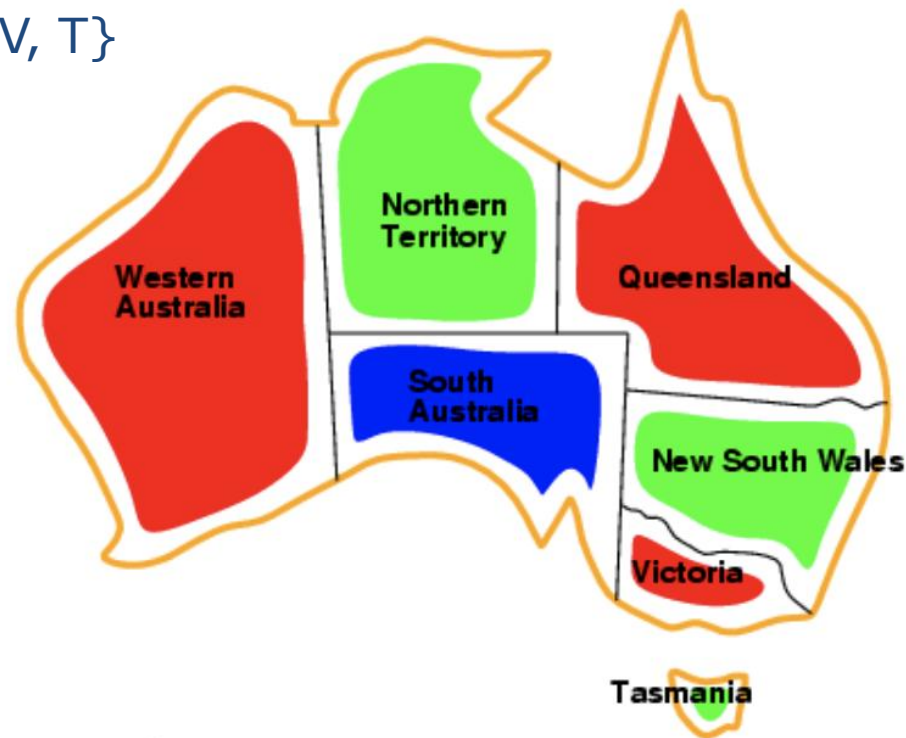 V, T}
Northern
Territory
Western
Australia
Queensland
South
Australia
New South Wales
Victoria
Tasmania